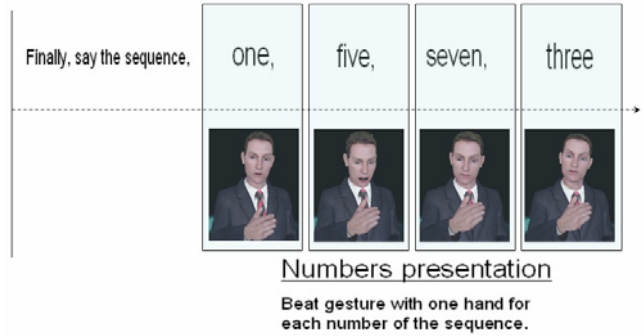 Finally, say the sequence, one, five, seven, three
Numbers presentation
Beat gesture with one hand for
each number of the sequence.